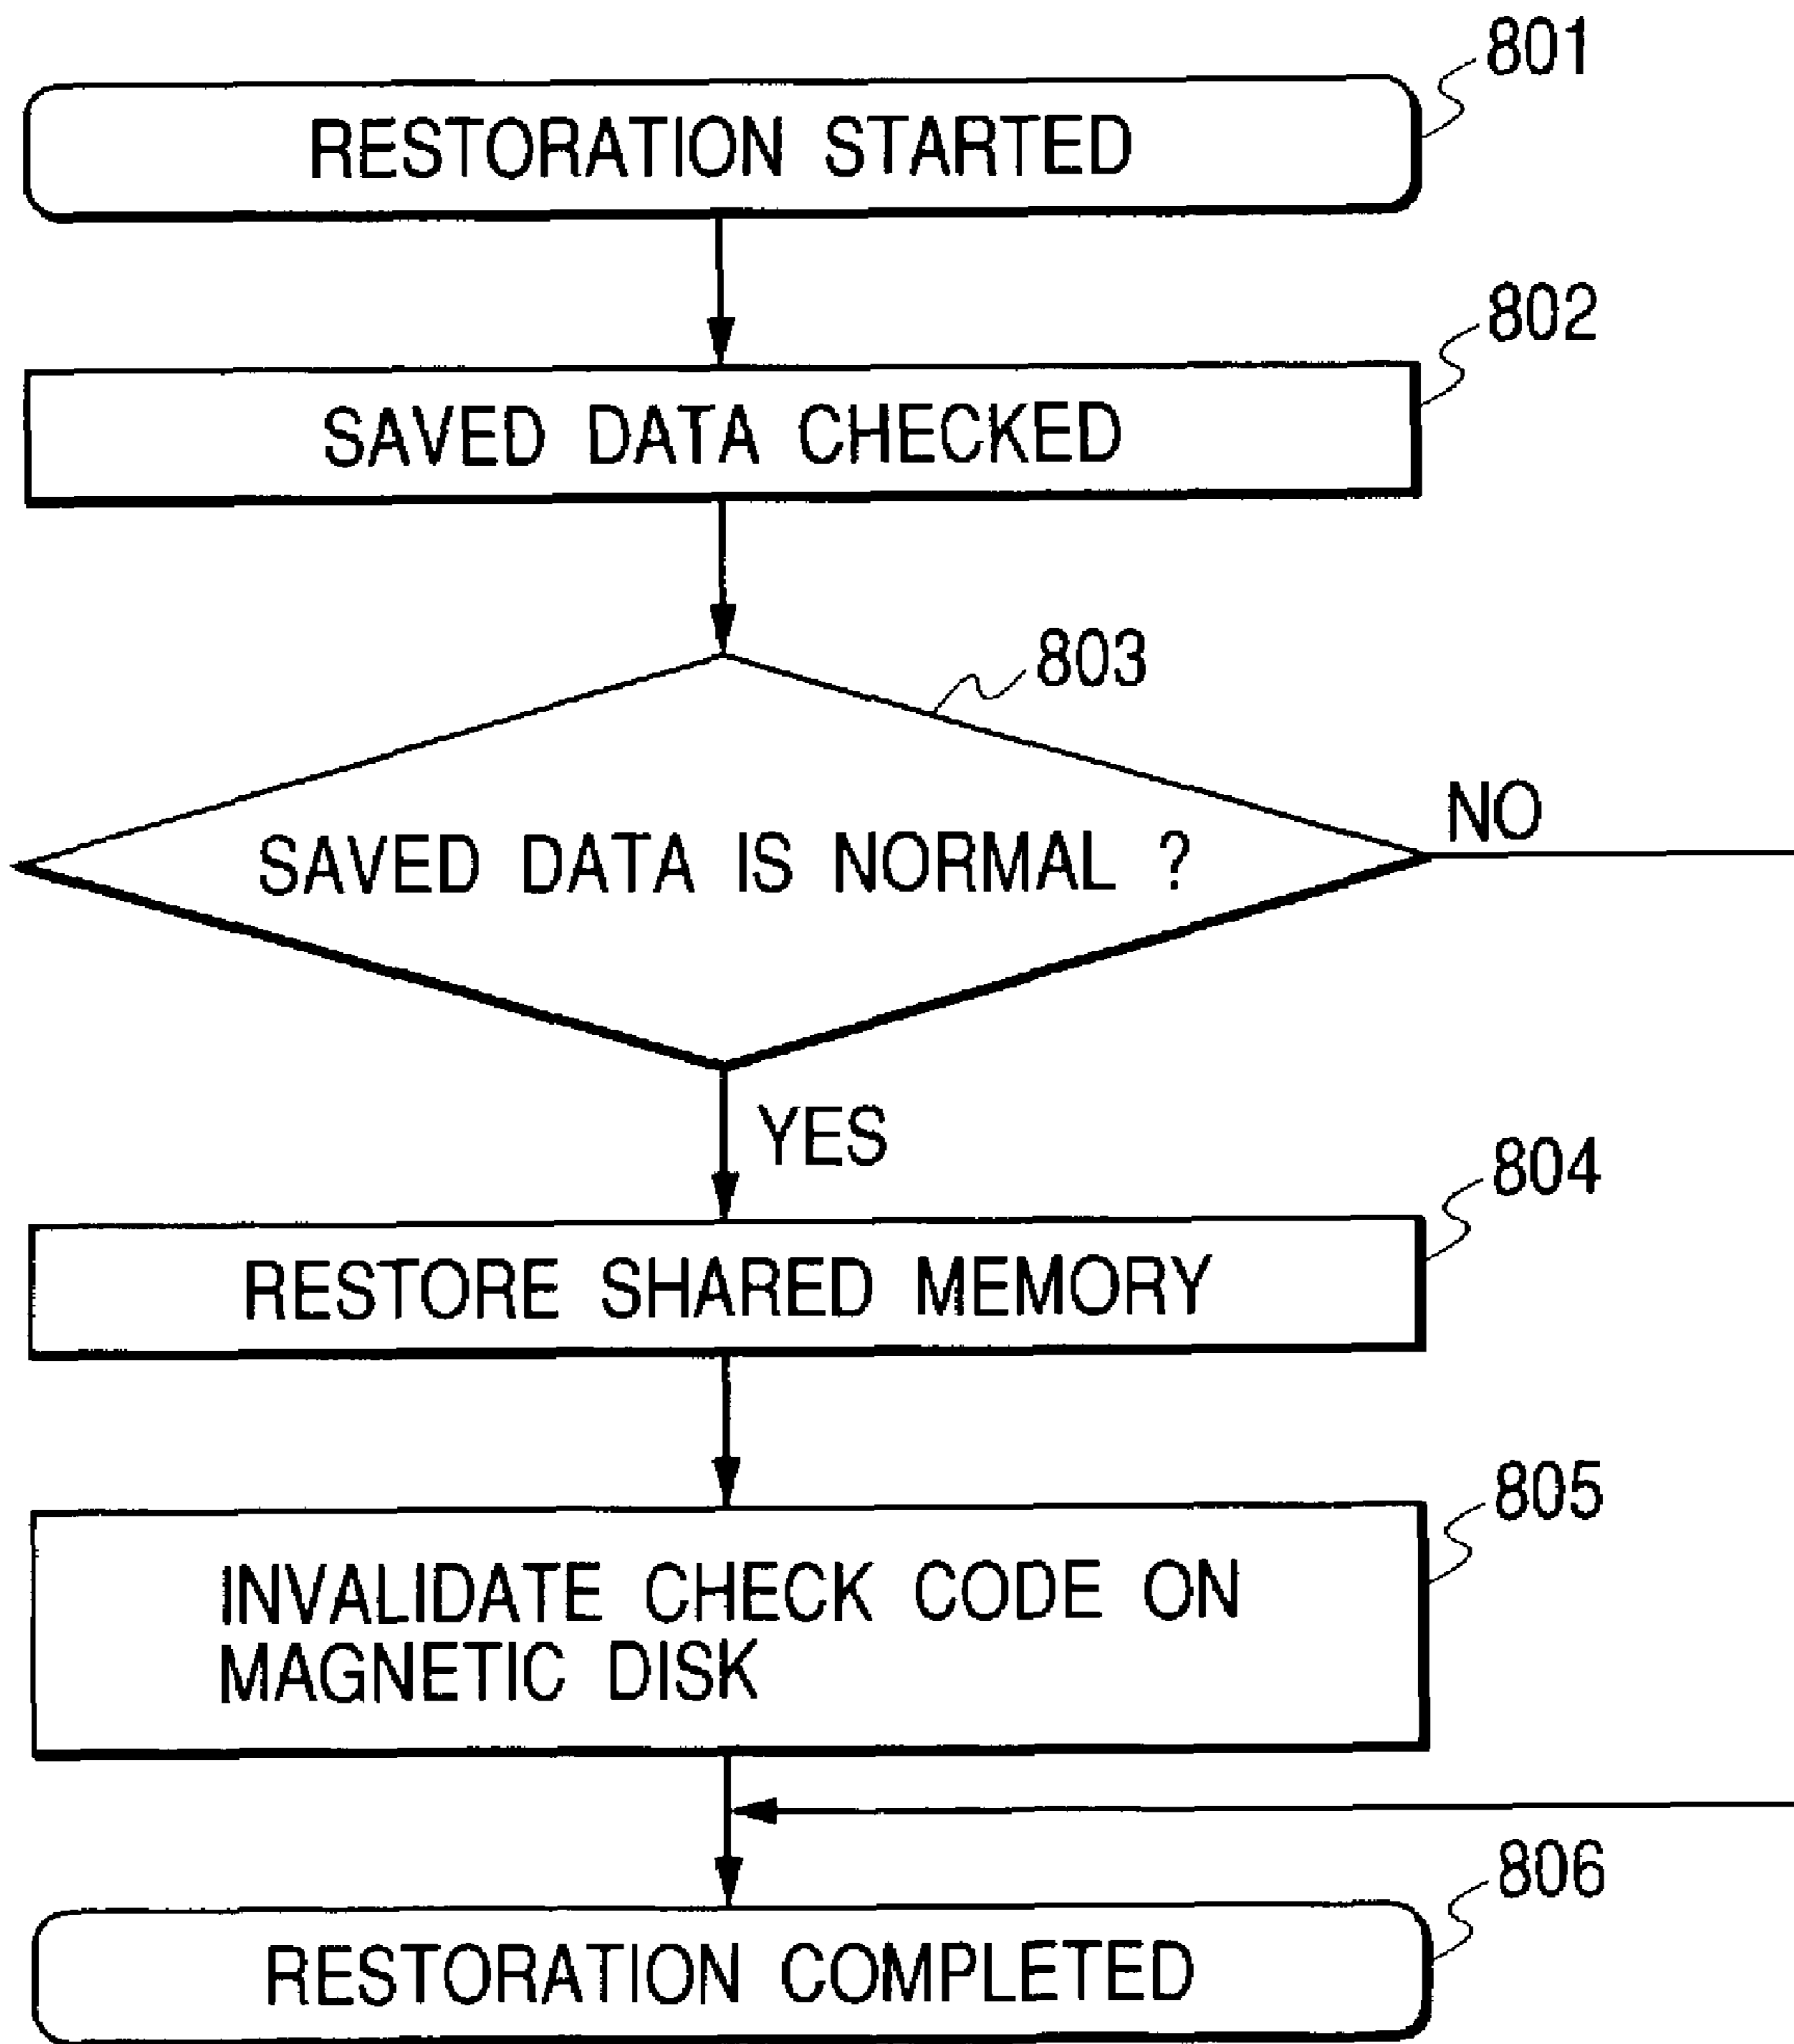 801
RESTORATION STARTED
802
SAVED DATA CHECKED
803
NO
SAVED DATA IS NORMAL ?
YES
804
RESTORE SHARED MEMORY
805
INVALIDATE CHECK CODE ON
MAGNETIC DISK
806
RESTORATION COMPLETED